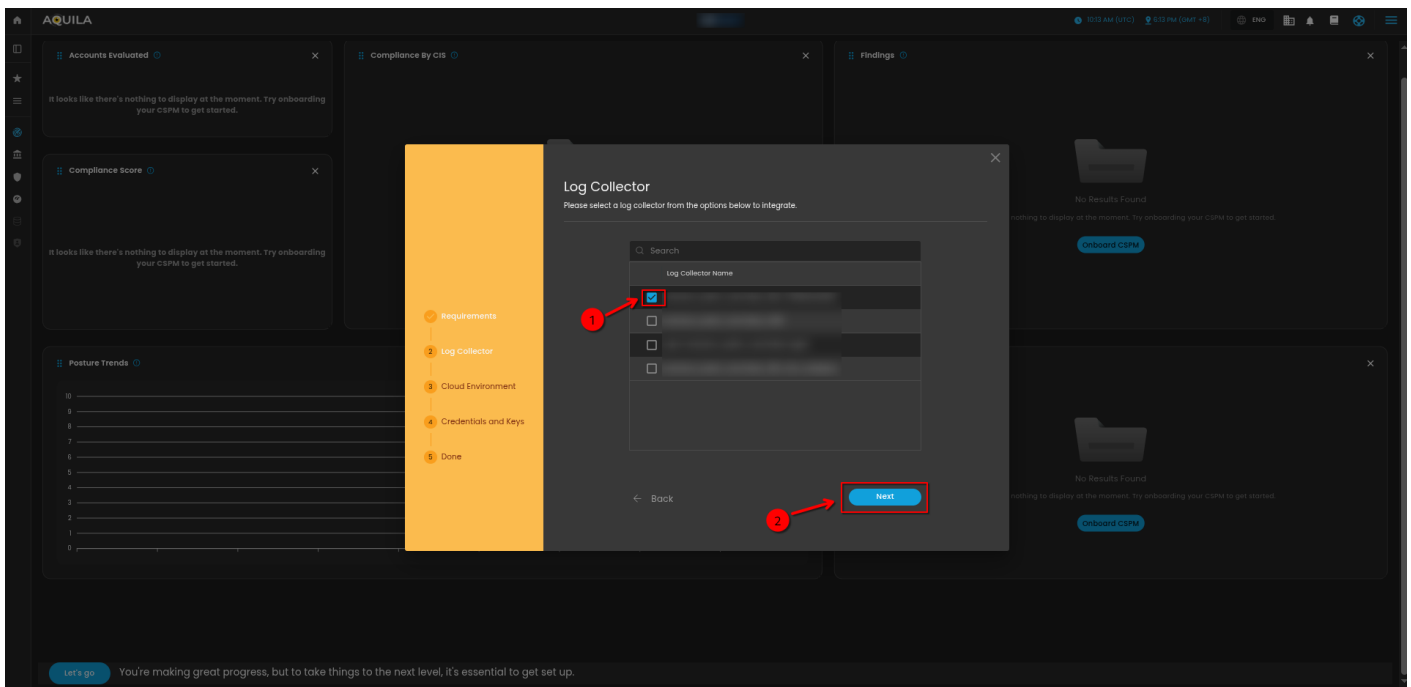 AQUILA
10:13 AM (UTC) 6:13 PM (GMT +8) ENG
Accounts Evaluated
It looks like there's nothing to display at the moment. Try onboarding
your CSPM to get started.
Compliance By CIS
Findings
No Results Found
nothing to display at the moment. Try onboarding your CSPM to get started.
Onboard CSPM
Compliance Score
It looks like there's nothing to display at the moment. Try onboarding
your CSPM to get started.
Requirements
2 Log Collector
3 Cloud Environment
4 Credentials and Keys
5 Done
Log Collector
Please select a log collector from the options below to integrate.
Search
Log Collector Name
1
← Back
Next
2
Posture Trends
10
9
8
7
6
5
4
3
2
1
0
No Results Found
nothing to display at the moment. Try onboarding your CSPM to get started.
Onboard CSPM
Let's go You're making great progress, but to take things to the next level, it's essential to get set up.